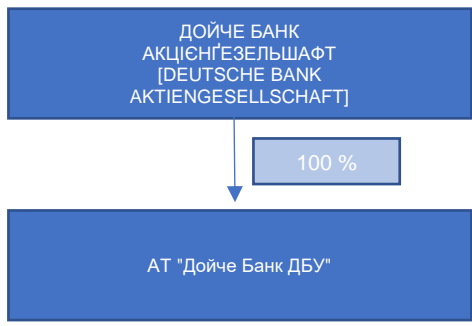 ДОЙЧЕ БАНК
АКЦІЄНҐЕЗЕЛЬШАФТ
[DEUTSCHE BANK
AKTIENGESELLSCHAFT]
100 %
АТ "Дойче Банк ДБУ"